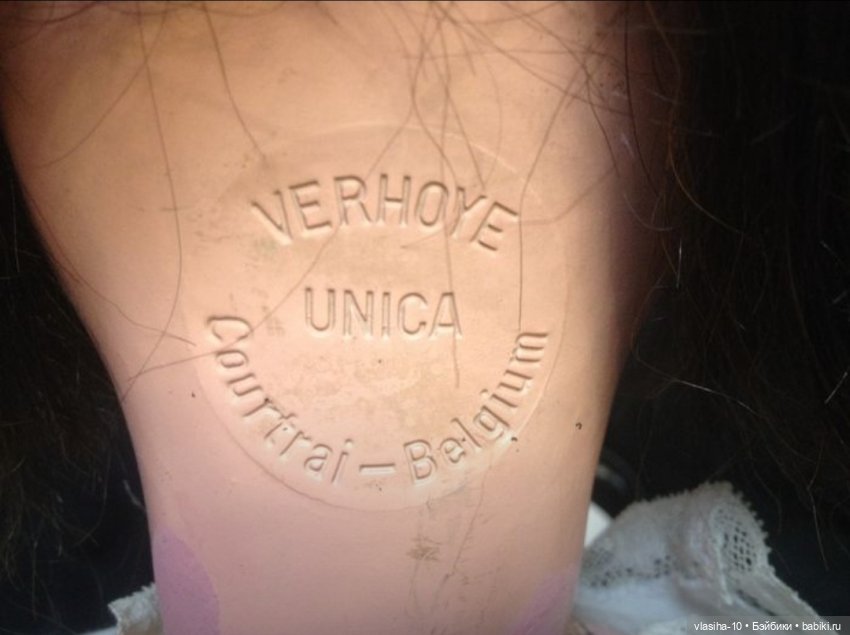 VERHOYE
UNICA
Courtrai - Belgium
vlasiha-10 • Бэйбики • babiki.ru